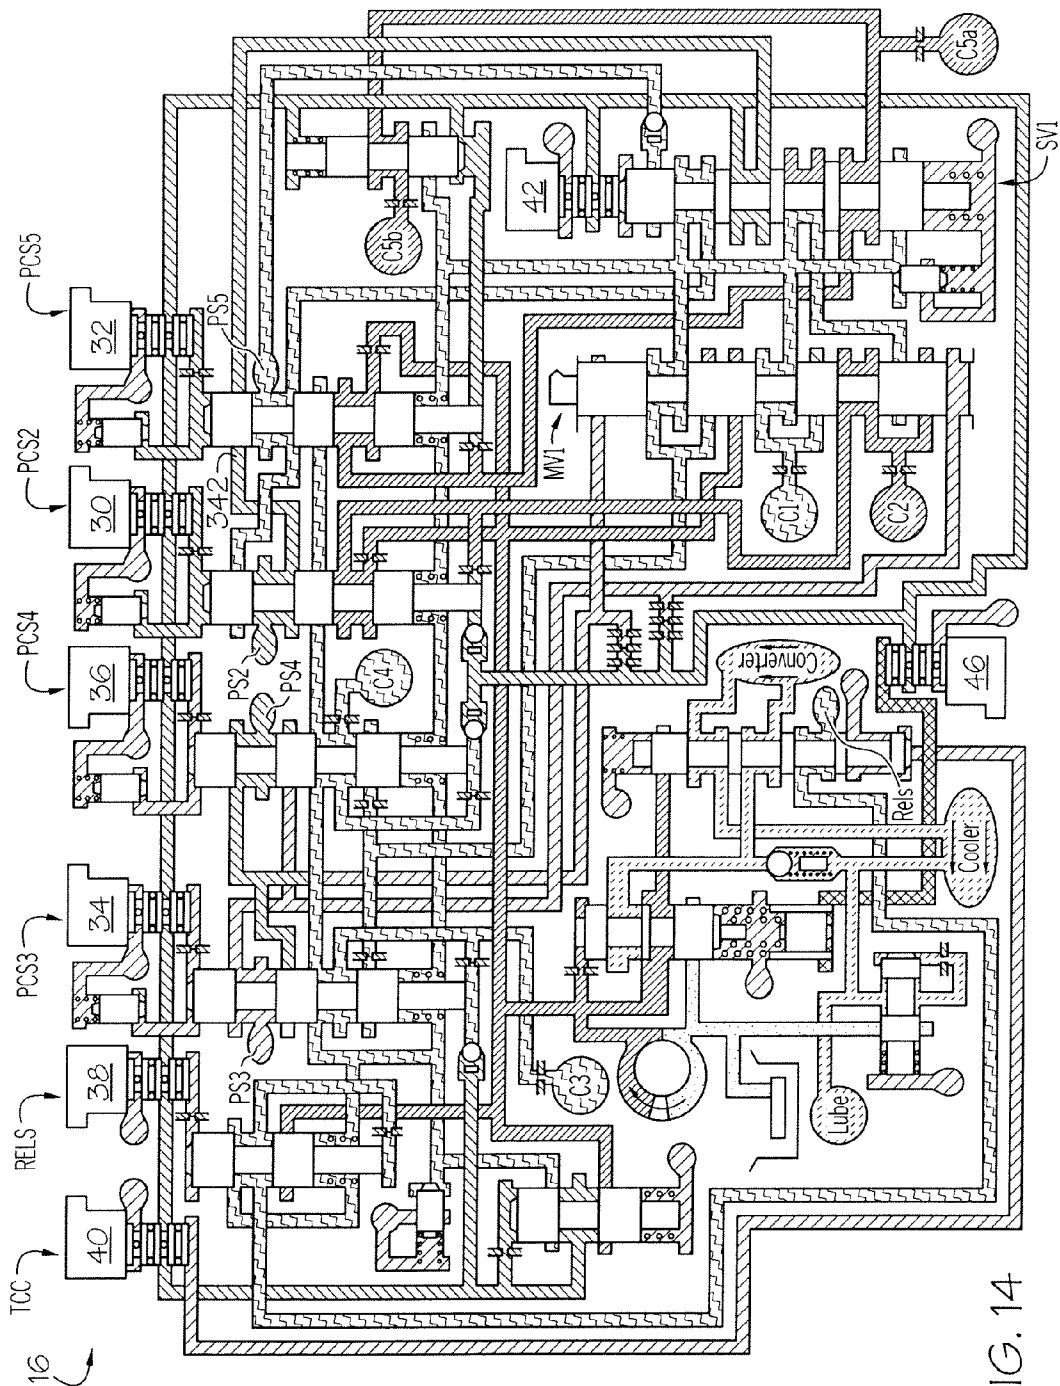 16
TCC
40
RELS
38
PCS3
34
PCS4
36
PCS2
30
PCS5
32
PS3
PS4
PS2
342
PS5
C4
C3
C5b
42
C5a
SV1
MV1
C1
C2
Converter
Rels
46
Cooler
Lube
IG. 14